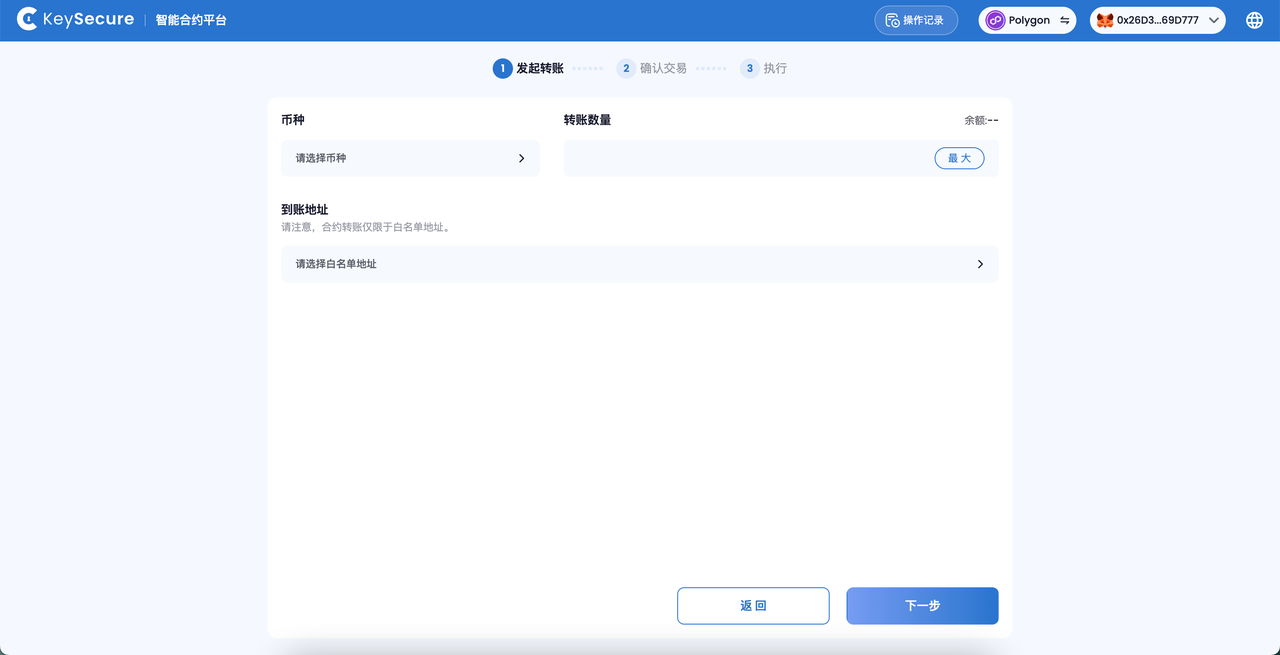 KeySecure | 智能合约平台
操作记录
Polygon
0x26D3...69D777
1 发起转账 2 确认交易 3 执行
币种
转账数量
余额:--
请选择币种
最大
到账地址
请注意，合约转账仅限于白名单地址。
请选择白名单地址
返回
下一步